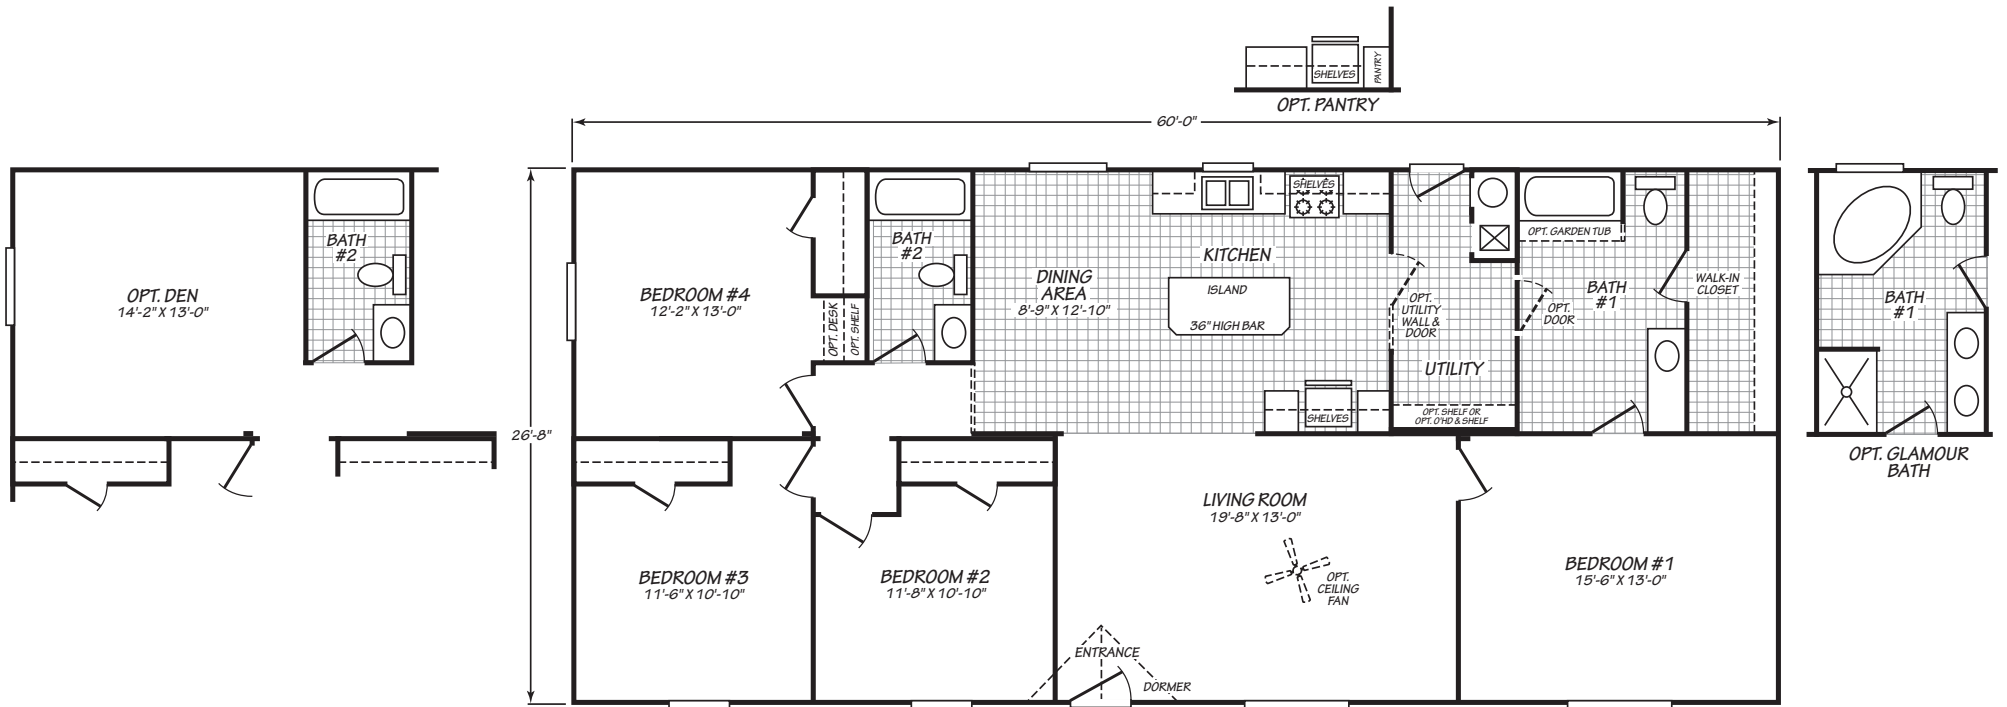 SHELVES
PANTRY
OPT. PANTRY
60'-0"
26'-8"
BATH
#2
OPT. DEN
14'-2" X 13'-0"
BEDROOM #4
12'-2" X 13'-0"
OPT. DESK
OPT. SHELF
BATH
#2
DINING
AREA
8'-9" X 12'-10"
KITCHEN
SHELVES
ISLAND
36" HIGH BAR
SHELVES
OPT.
UTILITY
WALL &
DOOR
UTILITY
OPT. SHELF OR
OPT. O'HD & SHELF
OPT. GARDEN TUB
BATH
#1
OPT.
DOOR
WALK-IN
CLOSET
BATH
#1
OPT. GLAMOUR
BATH
BEDROOM #3
11'-6" X 10'-10"
BEDROOM #2
11'-8" X 10'-10"
LIVING ROOM
19'-8" X 13'-0"
OPT.
CEILING
FAN
ENTRANCE
DORMER
BEDROOM #1
15'-6" X 13'-0"